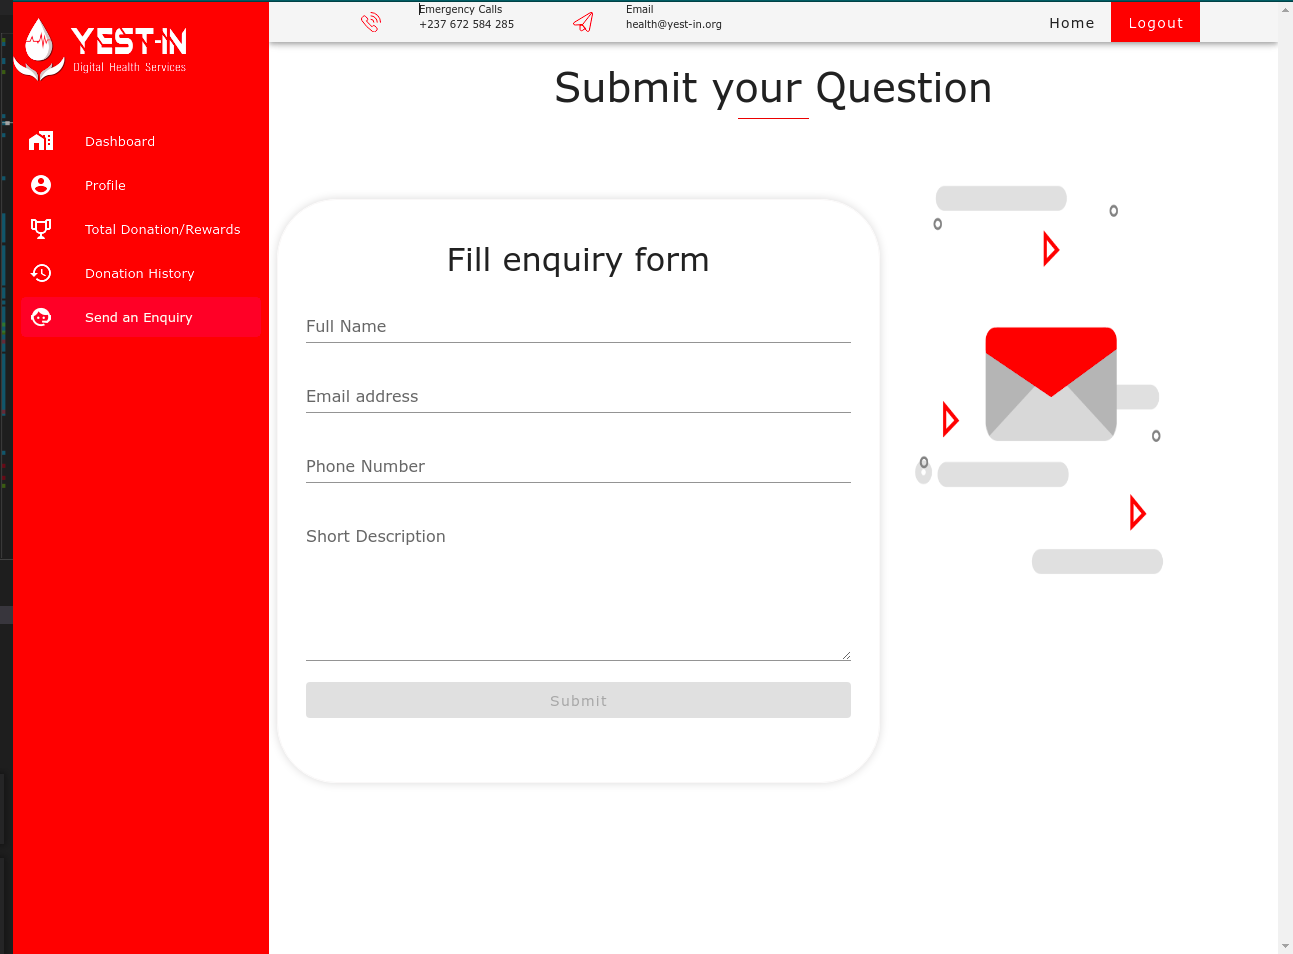 YEST-IN
Digital Health Services
Dashboard
Profile
Total Donation/Rewards
Donation History
Send an Enquiry
Emergency Calls
+237 672 584 285
Email
health@yest-in.org
Home
Logout
Submit your Question
Fill enquiry form
Full Name
Email address
Phone Number
Short Description
Submit